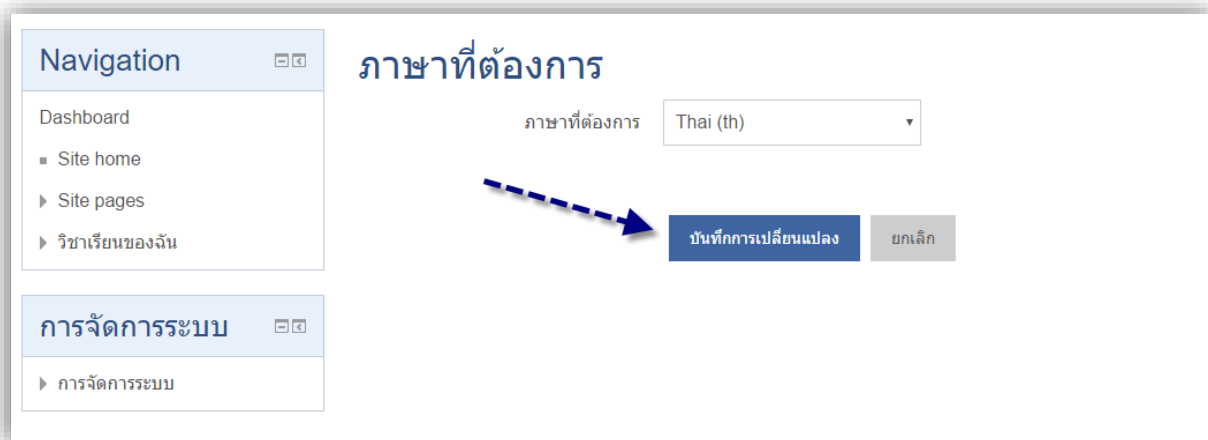 Navigation
Dashboard
Site home
Site pages
วิชาเรียนของฉัน
การจัดการระบบ
การจัดการระบบ
ภาษาที่ต้องการ
ภาษาที่ต้องการ Thai (th)
บันทึกการเปลี่ยนแปลง ยกเลิก